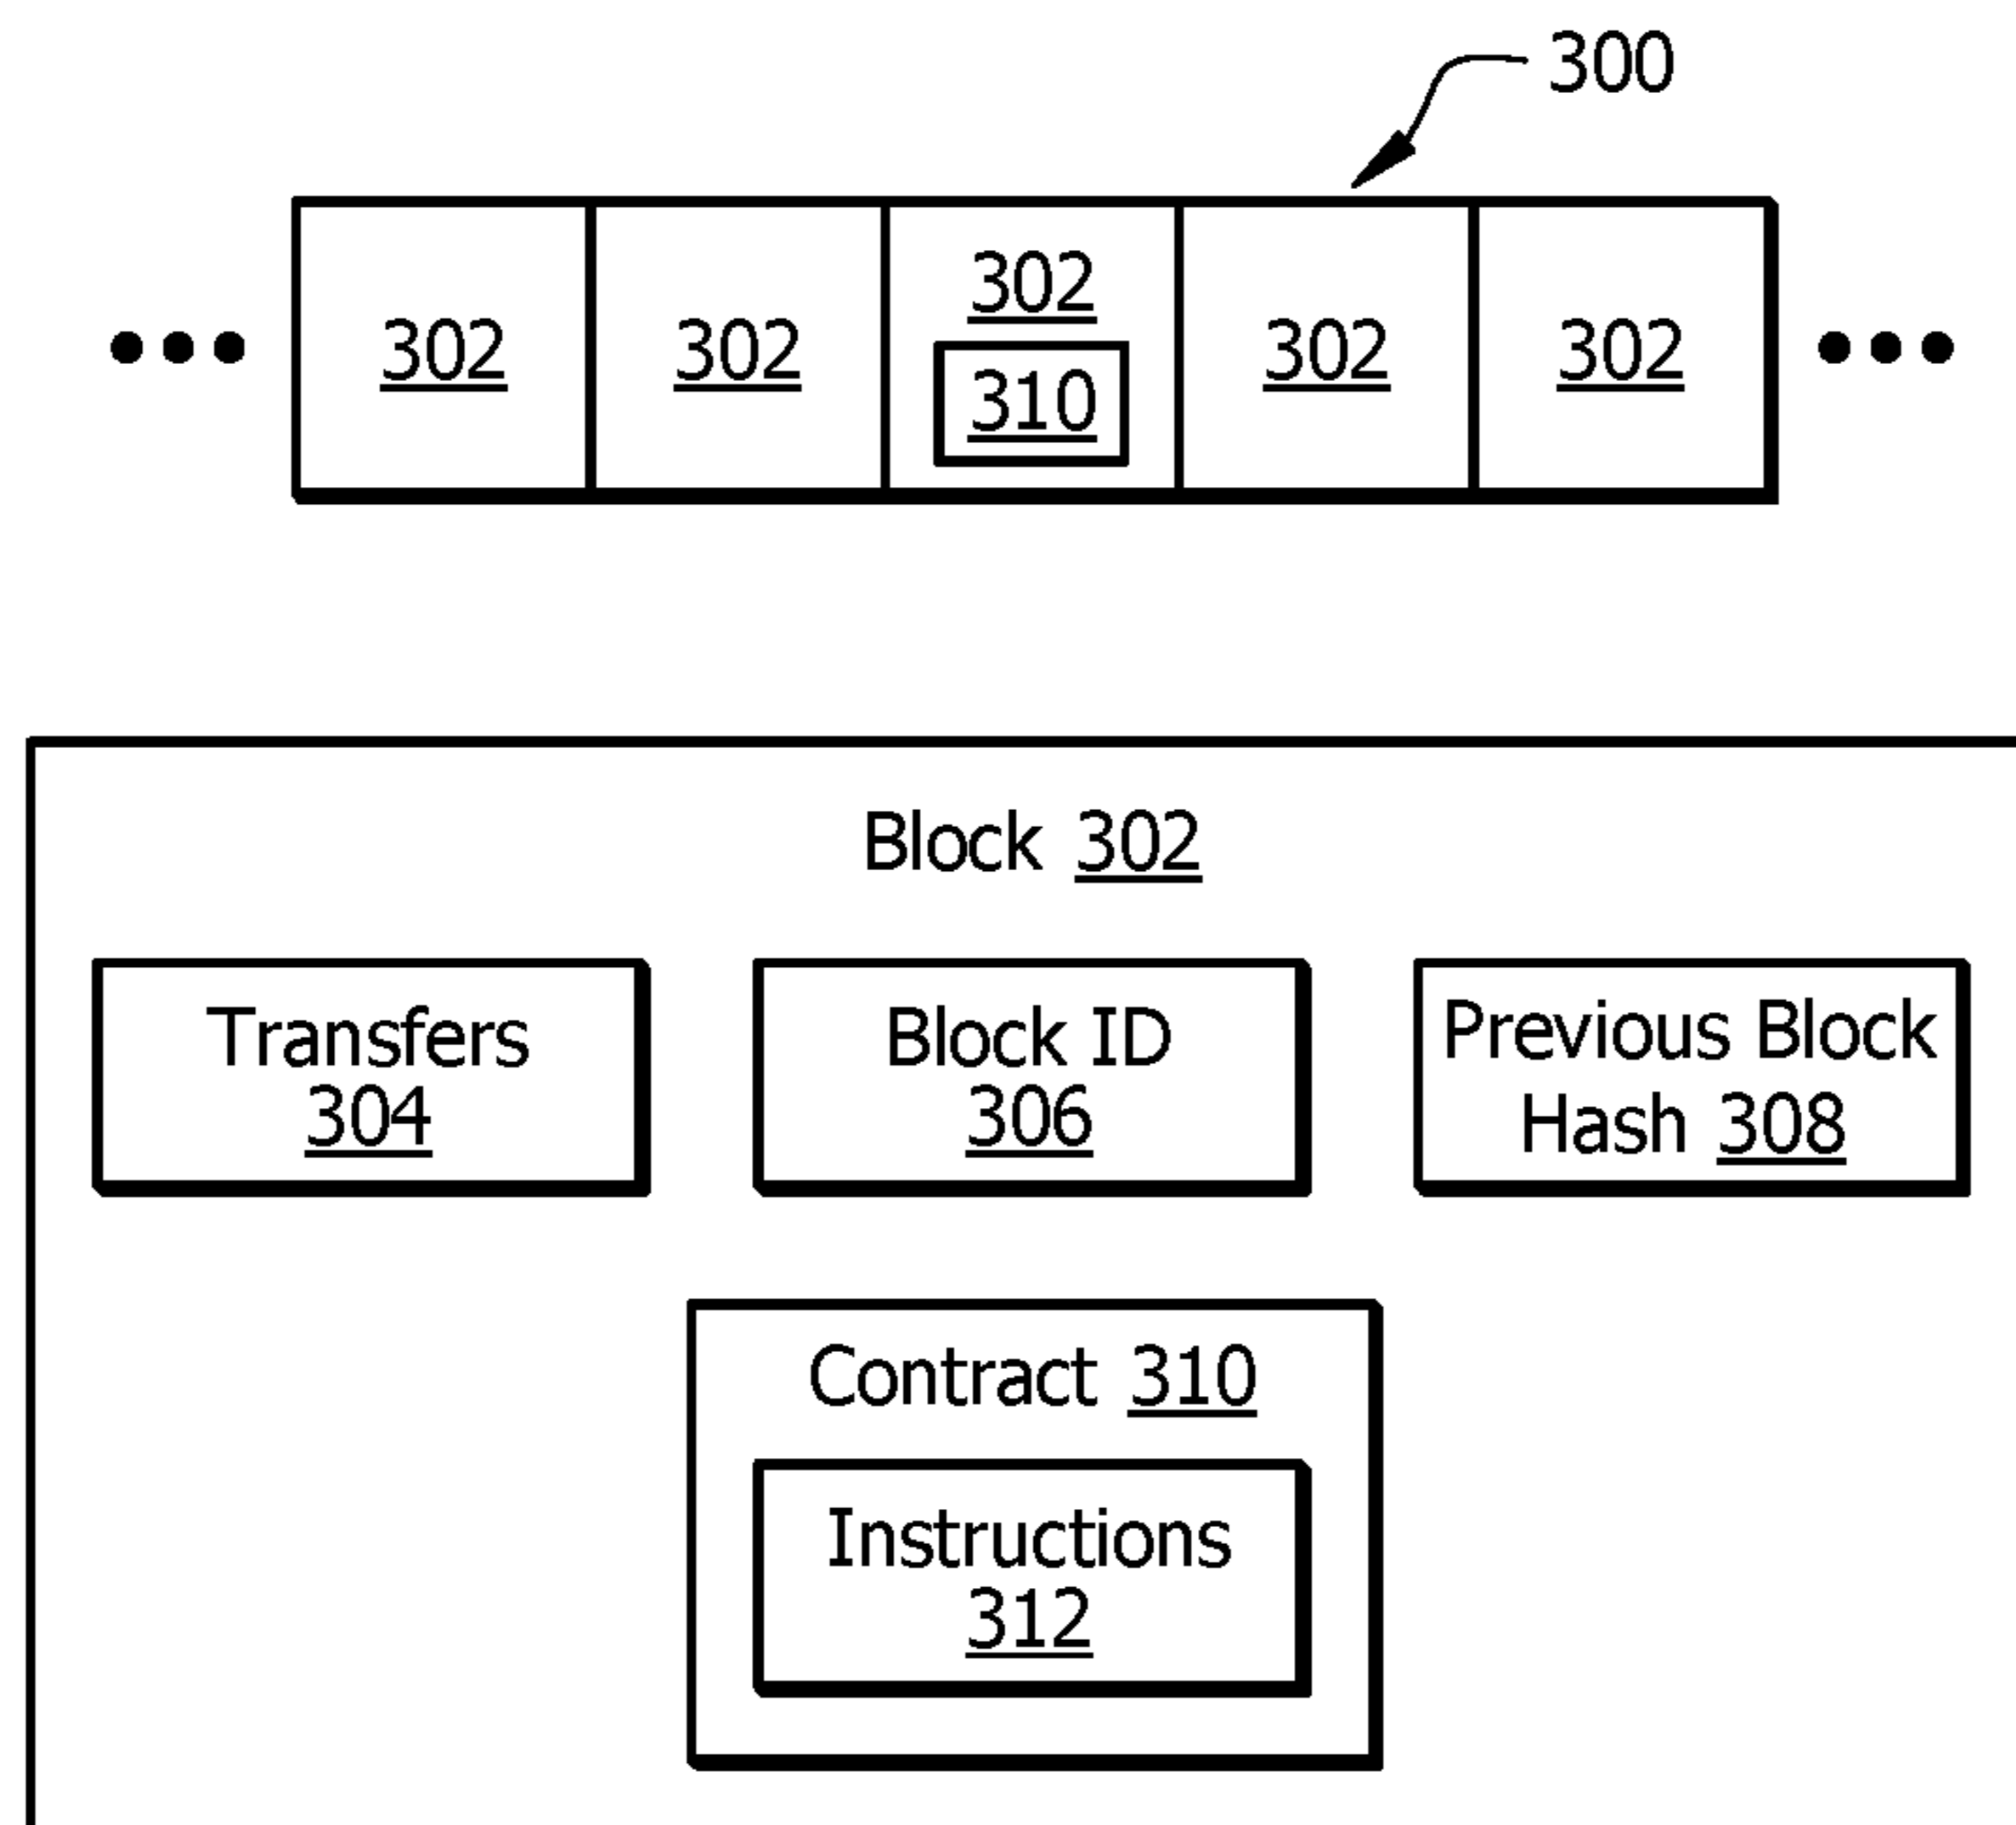 300
302 302 302 302 302
310
Block 302
Transfers
304
Block ID
306
Previous Block
Hash 308
Contract 310
Instructions
312